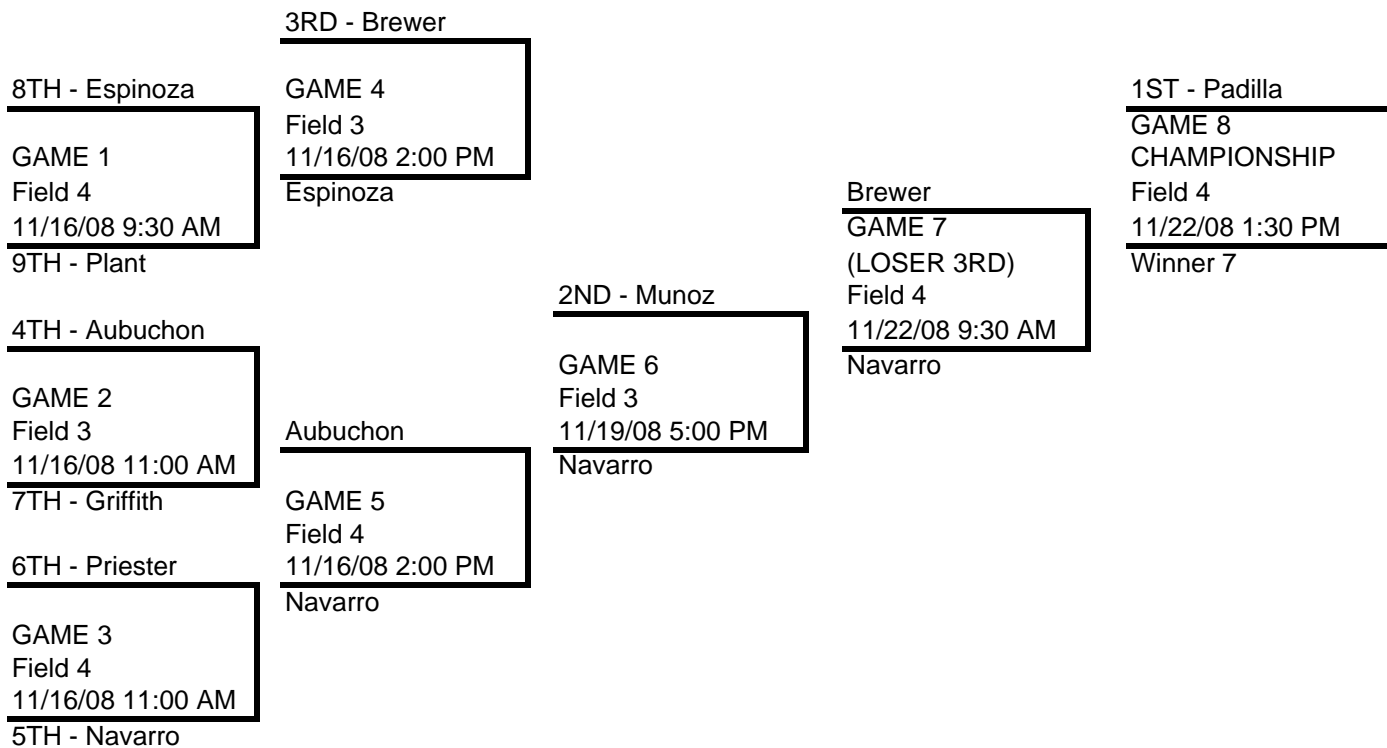 3RD - Brewer
GAME 4
Field 3
11/16/08 2:00 PM
Espinoza
8TH - Espinoza
GAME 1
Field 4
11/16/08 9:30 AM
9TH - Plant
4TH - Aubuchon
GAME 2
Field 3
11/16/08 11:00 AM
7TH - Griffith
6TH - Priester
GAME 3
Field 4
11/16/08 11:00 AM
5TH - Navarro
Aubuchon
GAME 5
Field 4
11/16/08 2:00 PM
Navarro
2ND - Munoz
GAME 6
Field 3
11/19/08 5:00 PM
Navarro
Brewer
GAME 7
(LOSER 3RD)
Field 4
11/22/08 9:30 AM
Navarro
1ST - Padilla
GAME 8
CHAMPIONSHIP
Field 4
11/22/08 1:30 PM
Winner 7